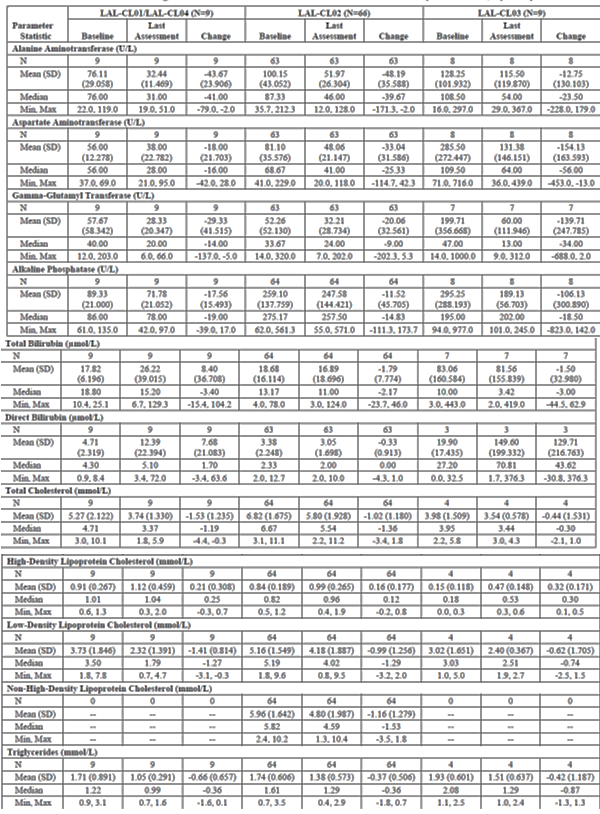 LAL-CL01/LAL-CL04 (N=9) LAL-CL02 (N=66) LAL-CL03 (N=9)
Parameter Statistic Baseline Last Assessment Change Baseline Last Assessment Change Baseline Last Assessment Change
Alanine Aminotransferase (U/L)
N 9 9 9 63 63 63 8 8 8
Mean (SD) 76.11 32.44 -43.67 100.15 51.97 -48.19 128.25 115.50 -12.75
(29.058) (11.469) (23.906) (43.052) (26.304) (35.588) (101.932) (119.870) (130.103)
Median 76.00 31.00 -41.00 87.33 46.00 -39.67 108.50 54.00 -23.50
Min, Max 22.0, 119.0 19.0, 51.0 -79.0, -2.0 35.7, 212.3 12.0, 128.0 -171.3, -2.0 16.0, 297.0 29.0, 367.0 -228.0, 179.0
Aspartate Aminotransferase (U/L)
N 9 9 9 63 63 63 8 8 8
Mean (SD) 56.00 38.00 -18.00 81.10 48.06 -33.04 285.50 131.38 -154.13
(12.278) (22.782) (21.703) (35.576) (21.147) (31.586) (272.447) (146.151) (163.593)
Median 56.00 28.00 -16.00 68.67 41.00 -25.33 109.50 64.00 -56.00
Min, Max 37.0, 69.0 21.0, 95.0 -42.0, 28.0 41.0, 229.0 20.0, 118.0 -114.7, 42.3 71.0, 716.0 36.0, 439.0 -453.0, -13.0
Gamma-Glutamyl Transferase (U/L)
N 9 9 9 63 63 63 8 8 8
Mean (SD) 57.67 28.33 -29.33 52.26 32.21 -20.06 199.71 60.00 -139.71
(58.342) (20.347) (41.515) (52.130) (28.734) (32.561) (356.668) (111.946) (247.785)
Median 40.00 20.00 -14.00 33.67 24.00 -9.00 47.00 13.00 -34.00
Min, Max 12.0, 203.0 6.0, 66.0 -137.0, -5.0 14.0, 320.0 7.0, 202.0 -202.3, 5.3 14.0, 1000.0 9.0, 312.0 -688.0, 2.0
Alkaline Phosphatase (U/L)
N 9 9 9 64 64 64 8 8 8
Mean (SD) 89.33 71.78 -17.56 259.10 247.58 -11.52 295.25 189.13 -106.13
(21.000) (21.052) (15.493) (137.759) (144.421) (45.705) (288.193) (56.703) (300.890)
Median 86.00 78.00 -19.00 275.17 257.50 -14.83 195.00 202.00 -18.50
Min, Max 61.0, 135.0 42.0, 97.0 -39.0, 17.0 62.0, 561.3 55.0, 571.0 -111.3, 173.7 94.0, 977.0 101.0, 245.0 -823.0, 142.0
Total Bilirubin (µmol/L)
N 9 9 9 64 64 64 7 7 7
Mean (SD) 17.82 26.22 8.40 18.68 16.89 -1.79 83.06 81.56 -1.50
(6.196) (39.015) (36.708) (16.114) (18.696) (7.774) (160.584) (155.839) (32.980)
Median 18.80 15.20 -3.40 13.17 11.00 -2.17 10.00 3.42 -3.00
Min, Max 10.4, 25.1 6.7, 129.3 -15.4, 104.2 4.0, 78.0 3.0, 124.0 -23.7, 46.0 3.0, 443.0 2.0, 419.0 -44.5, 62.9
Direct Bilirubin (µmol/L)
N 9 9 9 63 63 63 3 3 3
Mean (SD) 4.71 12.39 7.68 3.38 3.05 -0.33 19.90 149.60 129.71
(2.319) (22.394) (21.083) (2.248) (1.698) (0.913) (17.435) (199.332) (216.763)
Median 4.30 5.10 1.70 2.33 2.00 0.00 27.20 70.81 43.62
Min, Max 0.9, 8.4 3.4, 72.0 -3.4, 63.6 2.0, 12.7 2.0, 10.0 -4.3, 1.0 0.0, 32.5 1.7, 376.3 -30.8, 376.3
Total Cholesterol (mmol/L)
N 9 9 9 64 64 64 4 4 4
Mean (SD) 5.27 (2.122) 3.74 (1.330) -1.53 (1.235) 6.82 (1.675) 5.80 (1.928) -1.02 (1.180) 3.98 (1.509) 3.54 (0.578) -0.44 (1.531)
Median 4.71 3.37 -1.19 6.67 5.54 -1.36 3.95 3.44 -0.30
Min, Max 3.0, 10.1 1.8, 5.9 -4.4, -0.3 3.1, 11.1 2.2, 11.2 -3.4, 1.8 2.2, 5.8 3.0, 4.3 -2.1, 1.0
High-Density Lipoprotein Cholesterol (mmol/L)
N 9 9 9 64 64 64 4 4 4
Mean (SD) 0.91 (0.267) 1.12 (0.459) 0.21 (0.308) 0.84 (0.189) 0.99 (0.265) 0.16 (0.177) 0.15 (0.118) 0.47 (0.148) 0.32 (0.171)
Median 1.01 1.04 0.25 0.82 0.96 0.12 0.18 0.53 0.30
Min, Max 0.6, 1.3 0.3, 2.0 -0.3, 0.7 0.5, 1.2 0.4, 1.9 -0.2, 0.8 0.0, 0.3 0.3, 0.6 0.1, 0.5
Low-Density Lipoprotein Cholesterol (mmol/L)
N 9 9 9 64 64 64 4 4 4
Mean (SD) 3.73 (1.846) 2.32 (1.391) -1.41 (0.814) 5.16 (1.549) 4.18 (1.887) -0.99 (1.256) 3.02 (1.651) 2.40 (0.367) -0.62 (1.705)
Median 3.50 1.79 -1.27 5.19 4.02 -1.29 3.03 2.51 -0.74
Min, Max 1.8, 7.8 0.7, 4.7 -3.1, -0.3 1.8, 9.6 0.8, 9.5 -3.2, 2.0 1.0, 5.0 1.9, 2.7 -2.5, 1.5
Non-High-Density Lipoprotein Cholesterol (mmol/L)
N 0 0 0 64 64 64 0 0 0
Mean (SD) -- -- -- 5.96 (1.642) 4.80 (1.987) -1.16 (1.279) -- -- --
Median -- -- -- 5.82 4.59 -1.53 -- -- --
Min, Max -- -- -- 2.4, 10.2 1.3, 10.4 -3.5, 1.8 -- -- --
Triglycerides (mmol/L)
N 9 9 9 64 64 64 4 4 4
Mean (SD) 1.71 (0.891) 1.05 (0.291) -0.66 (0.657) 1.74 (0.606) 1.38 (0.573) -0.37 (0.506) 1.93 (0.601) 1.51 (0.637) -0.42 (1.187)
Median 1.22 0.99 -0.36 1.61 1.29 -0.36 2.08 1.29 -0.87
Min, Max 0.9, 3.1 0.7, 1.6 -1.6, 0.1 0.7, 3.5 0.4, 2.9 -1.8, 0.7 1.1, 2.5 1.0, 2.4 -1.3, 1.3